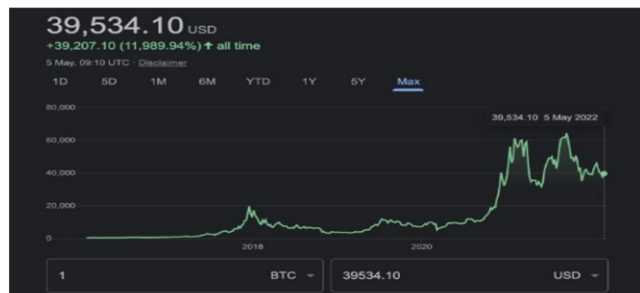 39,534.10 USD
+39,207.10 (11,989.94%) ↑ all time
5 May, 09:10 UTC · Disclaimer
1D 5D 1M 6M YTD 1Y 5Y Max
80,000
39,534.10 5 May 2022
60,000
40,000
20,000
0
2018 2020
1 BTC 39534.10 USD